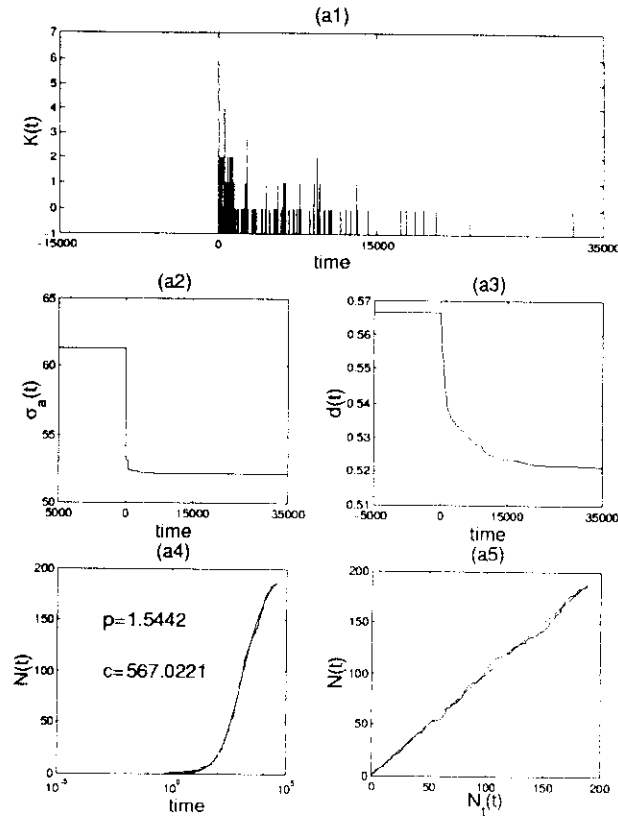 (a1)
7
6
5
4
3
2
1
0
-1
K(t)
-15000 0 15000 35000
time
(a2)
65
60
55
50
σa(t)
5000 0 15000 35000
time
(a3)
0.57
0.56
0.55
0.54
0.53
0.52
0.51
d(t)
-5000 0 15000 35000
time
(a4)
200
150
100
50
0
N(t)
p=1.5442
c=567.0221
10^-5 10^0 10^5
time
(a5)
200
150
100
50
0
N(t)
0 50 100 150 200
Nt(t)